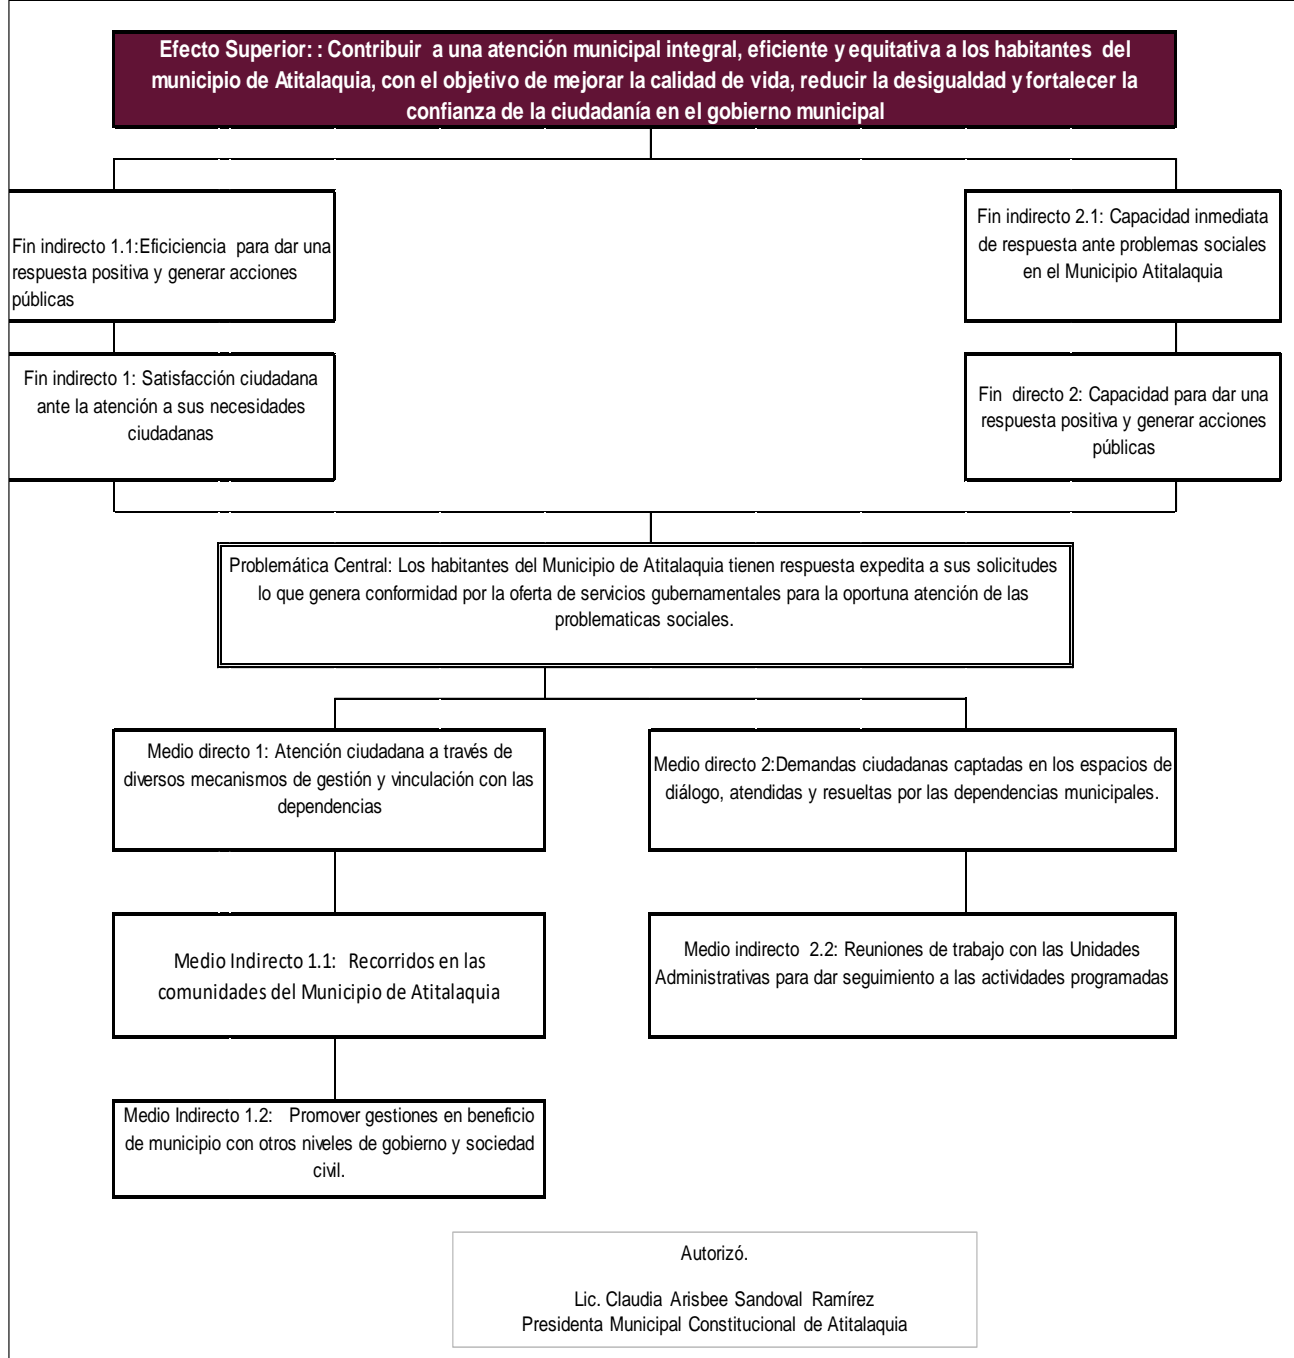 Efecto Superior: : Contribuir a una atención municipal integral, eficiente y equitativa a los habitantes del
municipio de Atitalaquia, con el objetivo de mejorar la calidad de vida, reducir la desigualdad y fortalecer la
confianza de la ciudadanía en el gobierno municipal
Fin indirecto 1.1:Eficiciencia para dar una
respuesta positiva y generar acciones
públicas
Fin indirecto 2.1: Capacidad inmediata
de respuesta ante problemas sociales
en el Municipio Atitalaquia
Fin indirecto 1: Satisfacción ciudadana
ante la atención a sus necesidades
ciudadanas
Fin directo 2: Capacidad para dar una
respuesta positiva y generar acciones
públicas
Problemática Central: Los habitantes del Municipio de Atitalaquia tienen respuesta expedita a sus solicitudes
lo que genera conformidad por la oferta de servicios gubernamentales para la oportuna atención de las
problematicas sociales.
Medio directo 1: Atención ciudadana a través de
diversos mecanismos de gestión y vinculación con las
dependencias
Medio directo 2:Demandas ciudadanas captadas en los espacios de
diálogo, atendidas y resueltas por las dependencias municipales.
Medio Indirecto 1.1: Recorridos en las
comunidades del Municipio de Atitalaquia
Medio indirecto 2.2: Reuniones de trabajo con las Unidades
Administrativas para dar seguimiento a las actividades programadas
Medio Indirecto 1.2: Promover gestiones en beneficio
de municipio con otros niveles de gobierno y sociedad
civil.
Autorizó.
Lic. Claudia Arisbee Sandoval Ramírez
Presidenta Municipal Constitucional de Atitalaquia